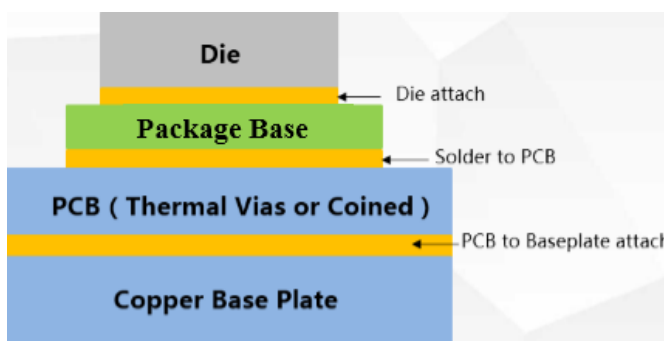 Die
Die attach
Package Base
Solder to PCB
PCB ( Thermal Vias or Coined )
PCB to Baseplate attach
Copper Base Plate